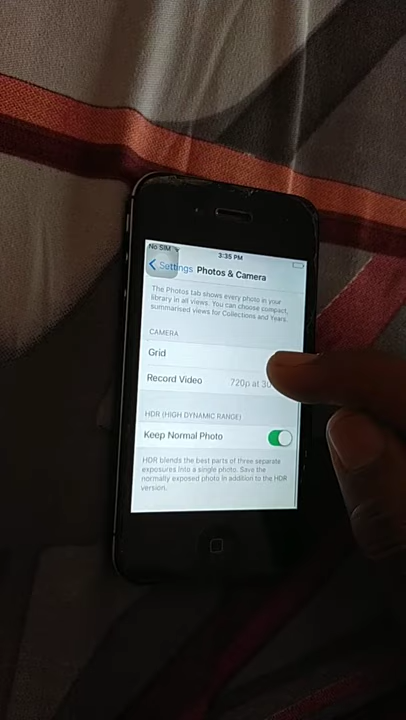 No SIM
3:35 PM
Settings Photos & Camera
The Photos tab shows every photo in your
library in all views. You can choose compact,
summarised views for Collections and Years.
CAMERA
Grid
Record Video 720p at 30
HDR (HIGH DYNAMIC RANGE)
Keep Normal Photo
HDR blends the best parts of three separate
exposures into a single photo. Save the
normally exposed photo in addition to the HDR
version.